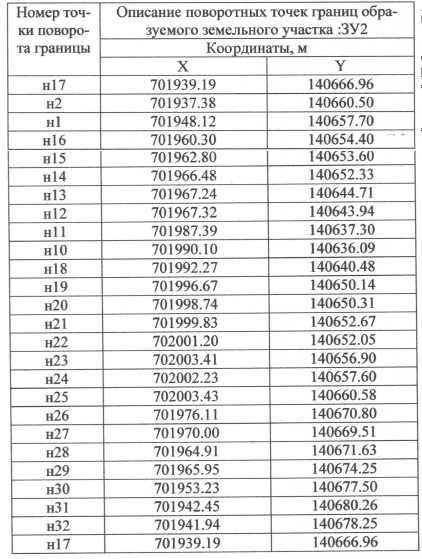 Номер точ-
ки поворо-
та границы
Описание поворотных точек границ обра-
зуемого земельного участка :ЗУ2
Координаты, м
X Y
н17 701939.19 140666.96
н2 701937.38 140660.50
н1 701948.12 140657.70
н16 701960.30 140654.40
н15 701962.80 140653.60
н14 701966.48 140652.33
н13 701967.24 140644.71
н12 701967.32 140643.94
н11 701987.39 140637.30
н10 701990.10 140636.09
н18 701992.27 140640.48
н19 701996.67 140650.14
н20 701998.74 140650.31
н21 701999.83 140652.67
н22 702001.20 140652.05
н23 702003.41 140656.90
н24 702002.23 140657.60
н25 702003.43 140660.58
н26 701976.11 140670.80
н27 701970.00 140669.51
н28 701964.91 140671.63
н29 701965.95 140674.25
н30 701953.23 140677.50
н31 701942.45 140680.26
н32 701941.94 140678.25
н17 701939.19 140666.96